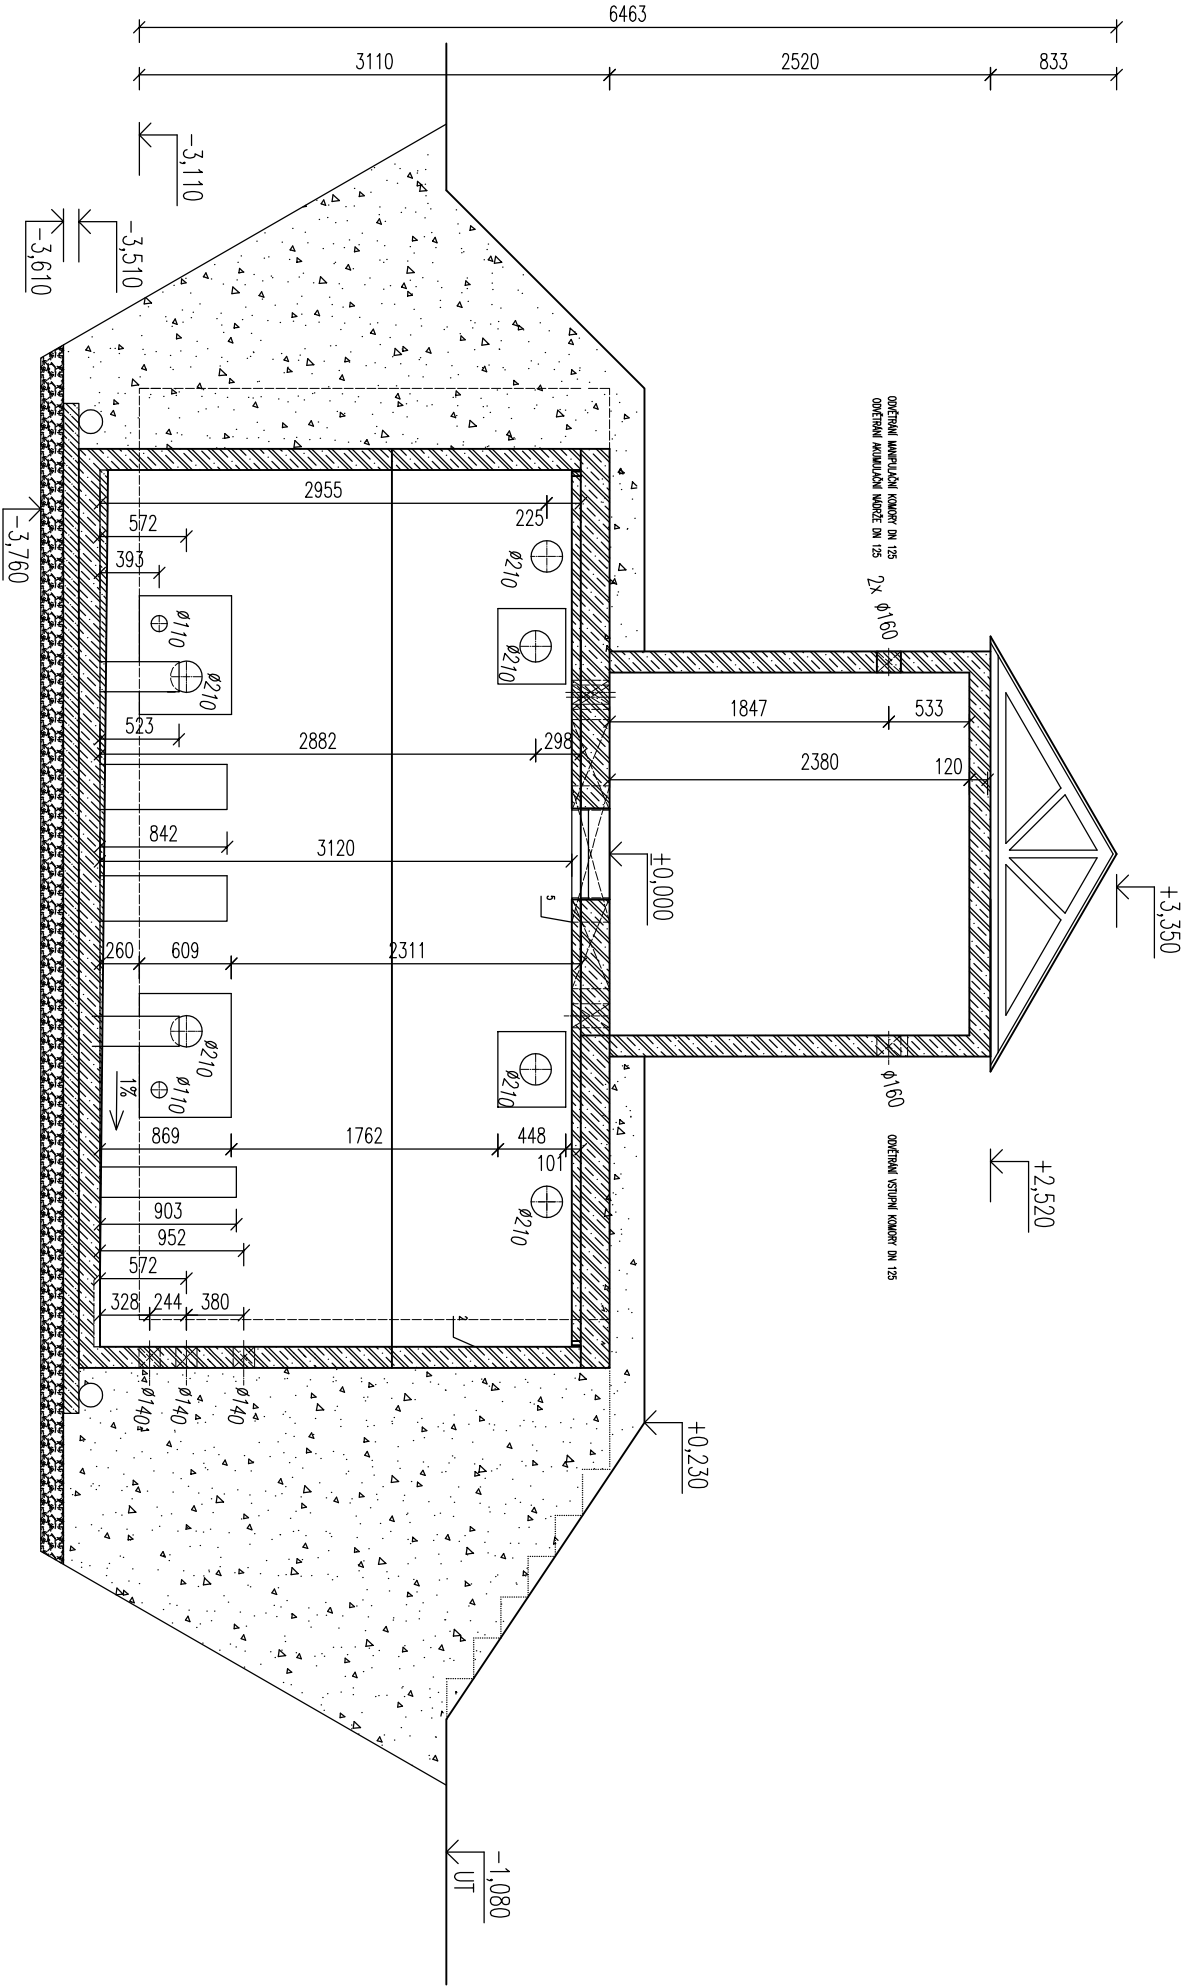 6463
3110
2520
833
-3,110
-3,510
-3,610
-3,760
ODVĚTRÁNÍ MANIPULAČNÍ KOMORY DN 125
ODVĚTRÁNÍ AKUMULAČNÍ NÁDRŽE DN 125
2x ø160
2955
225
572
393
ø210
ø110
ø210
ø210
523
2882
298
1847
533
2380
120
842
3120
±0,000
+3,350
5
260
609
2311
ø210
ø110
ø210
1%
ø160
ODVĚTRÁNÍ VSTUPNÍ KOMORY DN 125
+2,520
869
1762
448
101
ø210
903
952
572
328
244
380
2
ø140
ø140
ø140
+0,230
-1,080
UT